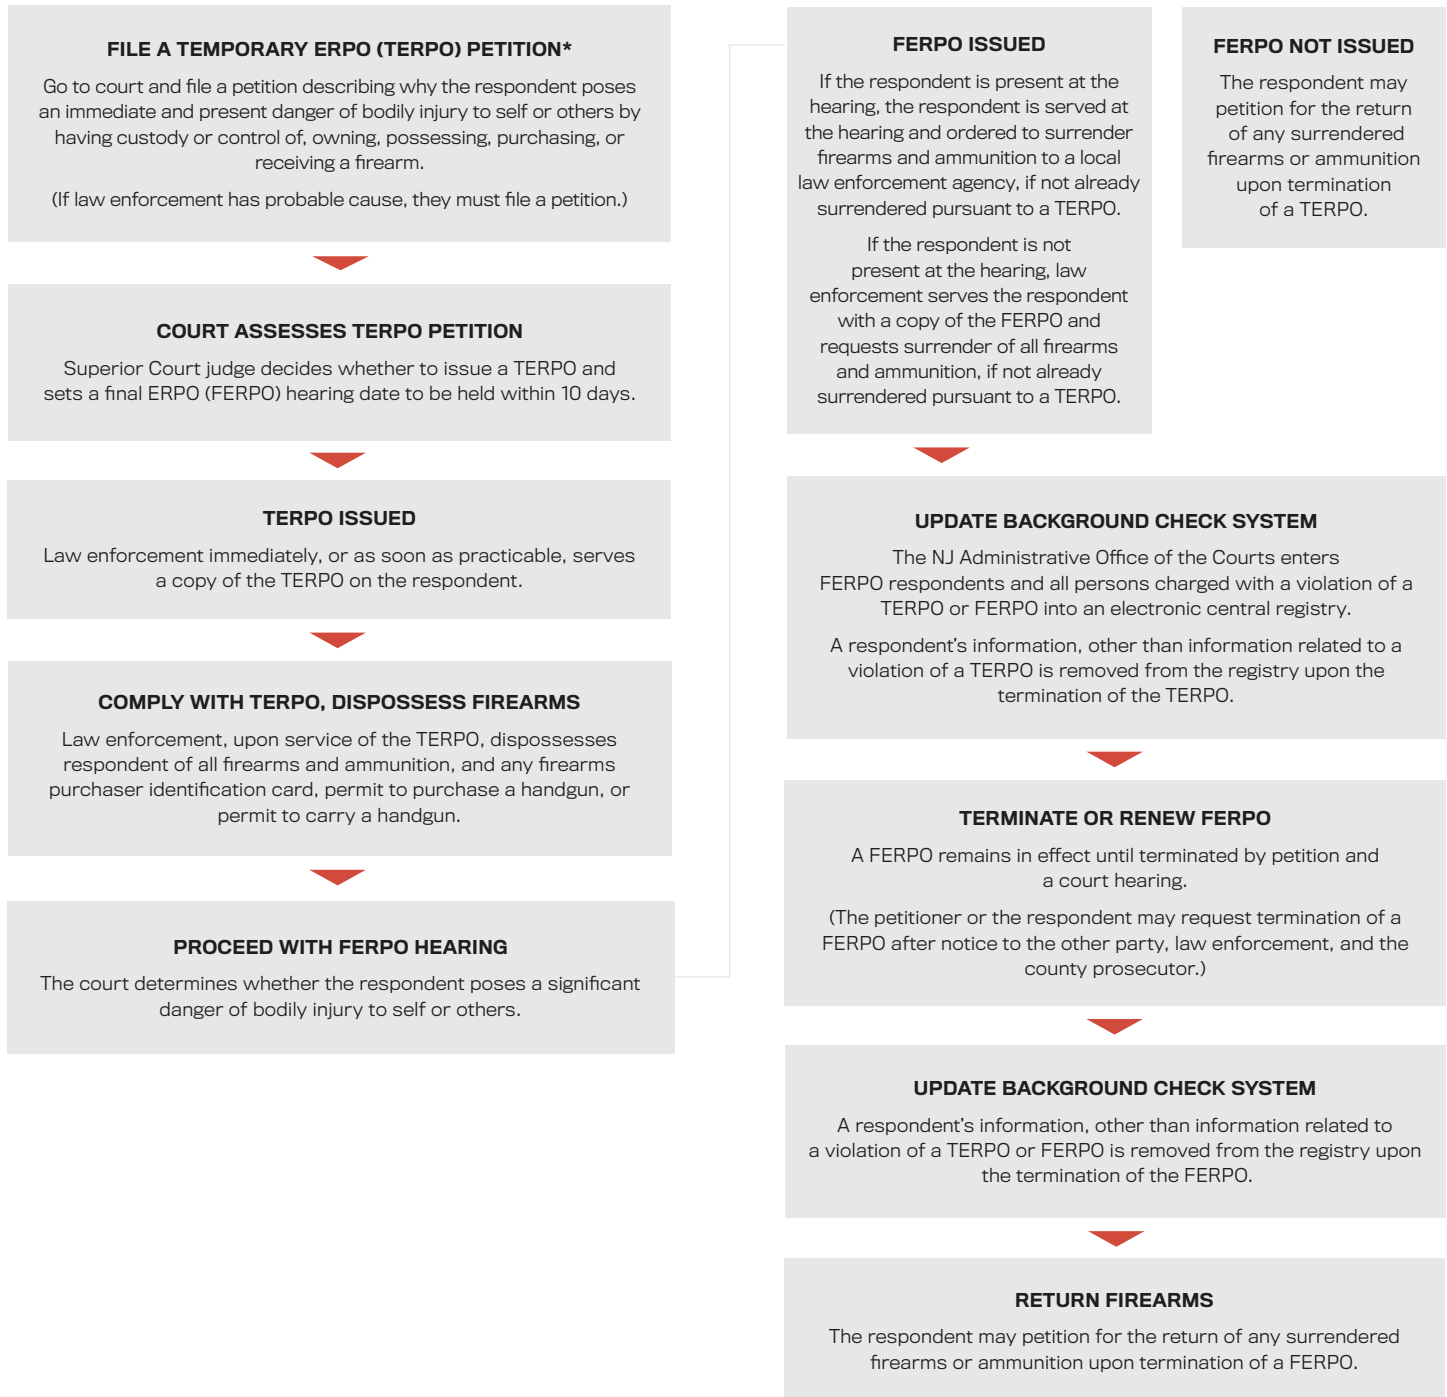 FILE A TEMPORARY ERPO (TERPO) PETITION*
Go to court and file a petition describing why the respondent poses
an immediate and present danger of bodily injury to self or others by
having custody or control of, owning, possessing, purchasing, or
receiving a firearm.
(If law enforcement has probable cause, they must file a petition.)
COURT ASSESSES TERPO PETITION
Superior Court judge decides whether to issue a TERPO and
sets a final ERPO (FERPO) hearing date to be held within 10 days.
TERPO ISSUED
Law enforcement immediately, or as soon as practicable, serves
a copy of the TERPO on the respondent.
COMPLY WITH TERPO, DISPOSSESS FIREARMS
Law enforcement, upon service of the TERPO, dispossesses
respondent of all firearms and ammunition, and any firearms
purchaser identification card, permit to purchase a handgun, or
permit to carry a handgun.
PROCEED WITH FERPO HEARING
The court determines whether the respondent poses a significant
danger of bodily injury to self or others.
FERPO ISSUED
If the respondent is present at the
hearing, the respondent is served at
the hearing and ordered to surrender
firearms and ammunition to a local
law enforcement agency, if not already
surrendered pursuant to a TERPO.
If the respondent is not
present at the hearing, law
enforcement serves the respondent
with a copy of the FERPO and
requests surrender of all firearms
and ammunition, if not already
surrendered pursuant to a TERPO.
FERPO NOT ISSUED
The respondent may
petition for the return
of any surrendered
firearms or ammunition
upon termination
of a TERPO.
UPDATE BACKGROUND CHECK SYSTEM
The NJ Administrative Office of the Courts enters
FERPO respondents and all persons charged with a violation of a
TERPO or FERPO into an electronic central registry.
A respondent's information, other than information related to a
violation of a TERPO is removed from the registry upon the
termination of the TERPO.
TERMINATE OR RENEW FERPO
A FERPO remains in effect until terminated by petition and
a court hearing.
(The petitioner or the respondent may request termination of a
FERPO after notice to the other party, law enforcement, and the
county prosecutor.)
UPDATE BACKGROUND CHECK SYSTEM
A respondent's information, other than information related to
a violation of a TERPO or FERPO is removed from the registry upon
the termination of the FERPO.
RETURN FIREARMS
The respondent may petition for the return of any surrendered
firearms or ammunition upon termination of a FERPO.